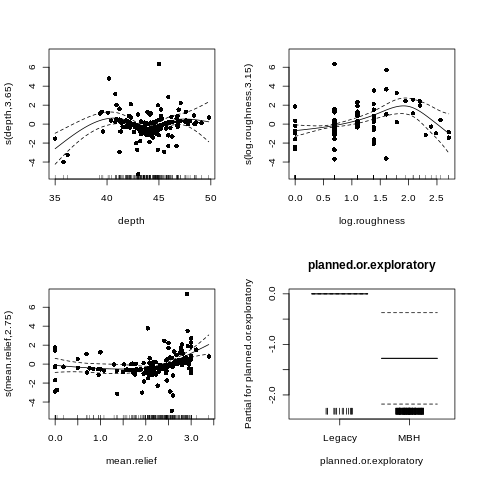 s(depth,3.65)
6
4
2
0
-2
-4
35 40 45 50
depth
s(log.roughness,3.15)
6
4
2
0
-2
-4
0.0 0.5 1.0 1.5 2.0 2.5
log.roughness
s(mean.relief,2.75)
6
4
2
0
-2
-4
0.0 1.0 2.0 3.0
mean.relief
planned.or.exploratory
Partial for planned.or.exploratory
0.0
-1.0
-2.0
Legacy MBH
planned.or.exploratory